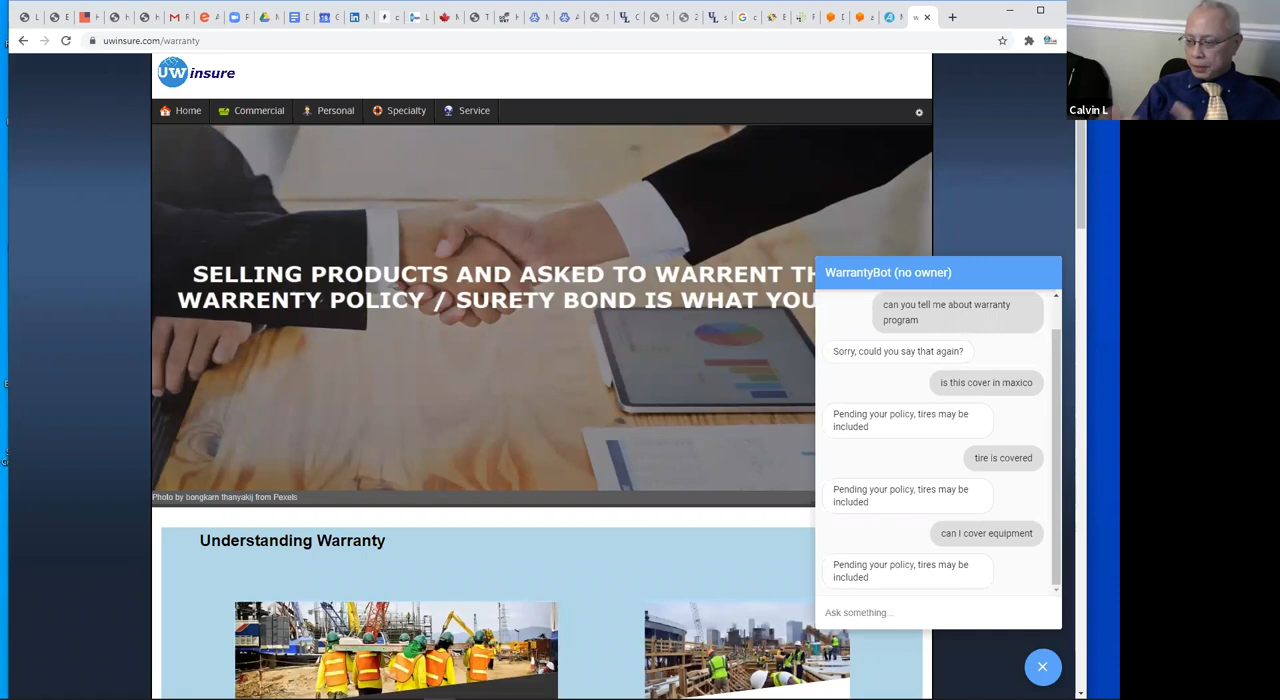 uwinsure.com/warranty
UW insure
Home Commercial Personal Specialty Service
Calvin L
SELLING PRODUCTS AND ASKED TO WARRENT TH
WARRENTY POLICY / SURETY BOND IS WHAT YOU
Photo by bongkarn thanyakij from Pexels
Understanding Warranty
WarrantyBot (no owner)
can you tell me about warranty
program
Sorry, could you say that again?
is this cover in maxico
Pending your policy, tires may be
included
tire is covered
Pending your policy, tires may be
included
can I cover equipment
Pending your policy, tires may be
included
Ask something...